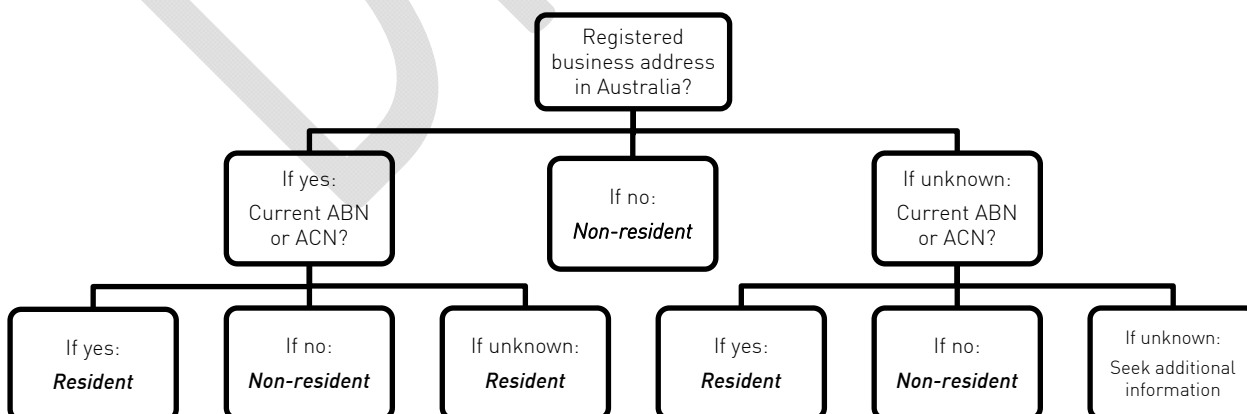 Registered
business address
in Australia?
If yes:
Current ABN
or ACN?
If no:
Non-resident
If unknown:
Current ABN
or ACN?
If yes:
Resident
If no:
Non-resident
If unknown:
Resident
If yes:
Resident
If no:
Non-resident
If unknown:
Seek additional
information